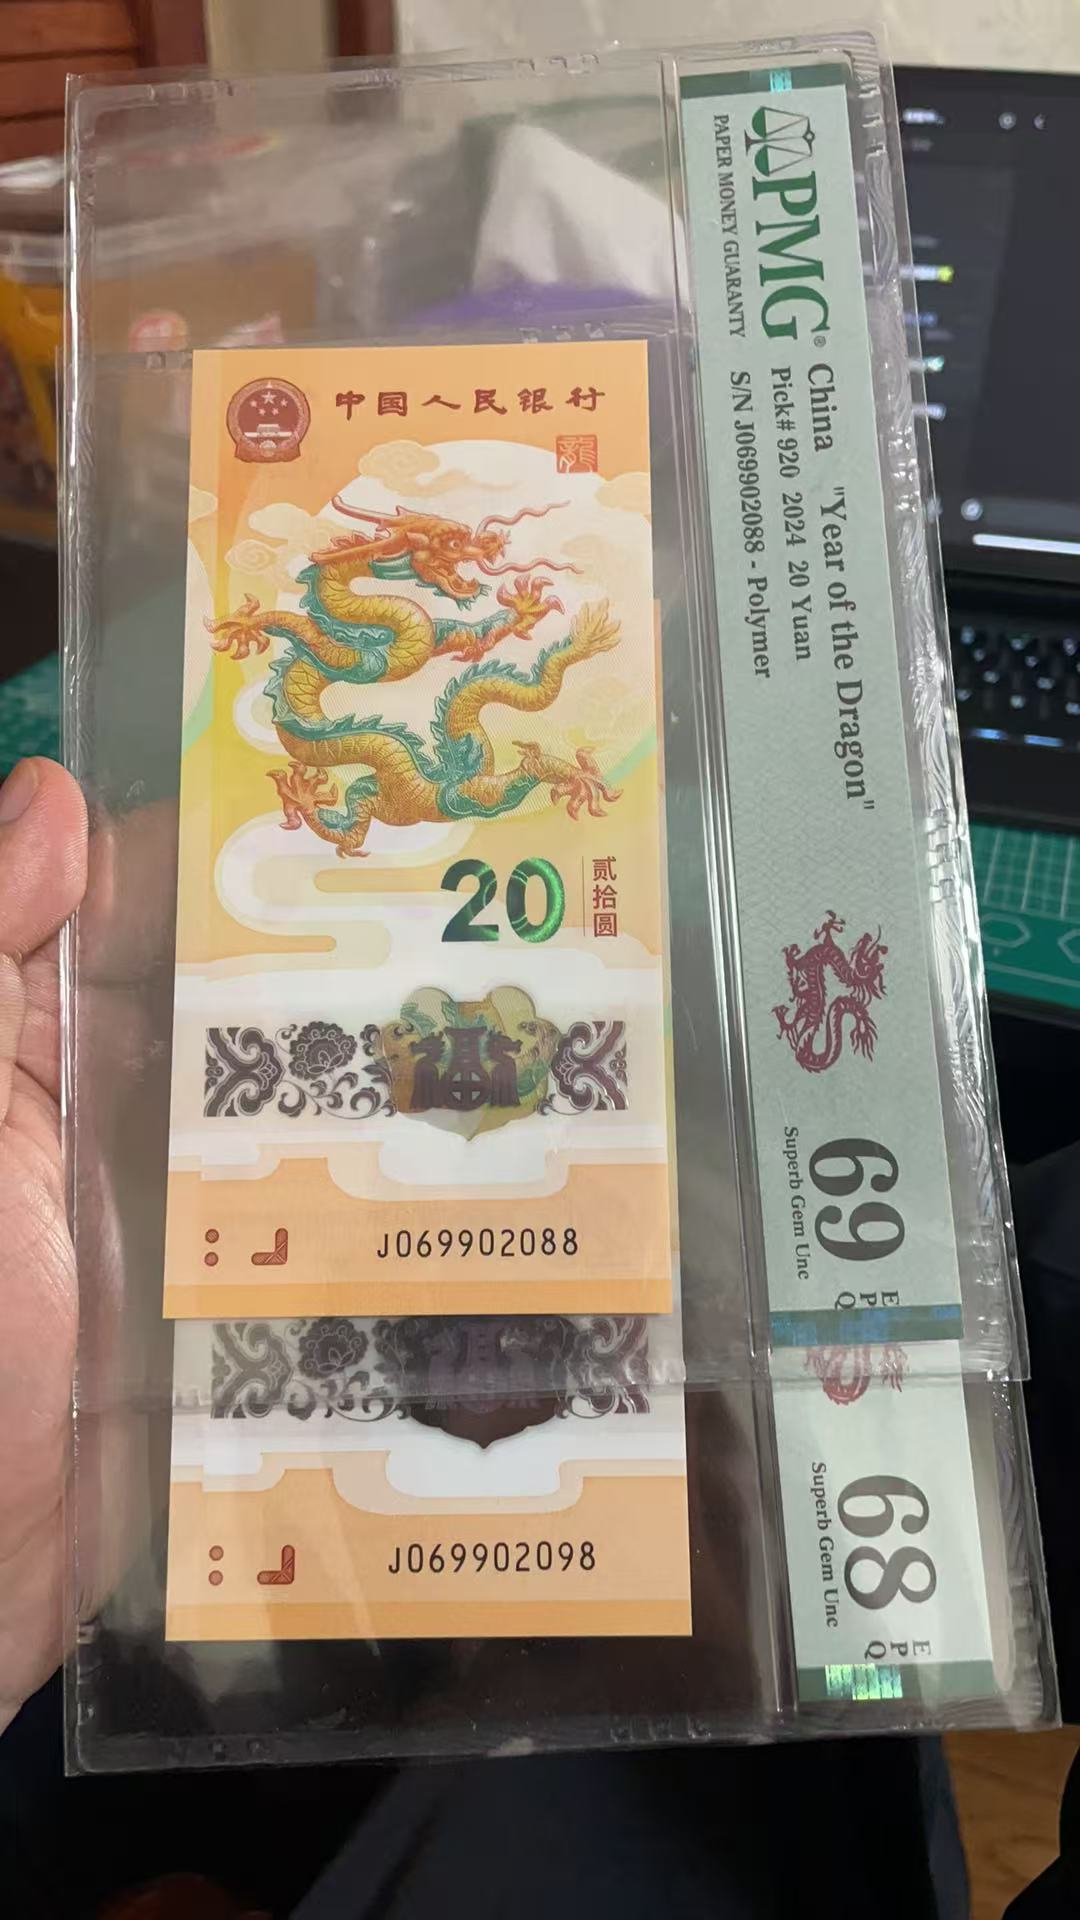 中国人民银行
龍
20
贰拾圆
J069902088
J069902098
PMG®
PAPER MONEY GUARANTY
China "Year of the Dragon"
Pick# 920 2024 20 Yuan
S/N J069902088 - Polymer
69
Superb Gem Unc
EPQ
68
Superb Gem Unc
EPQ